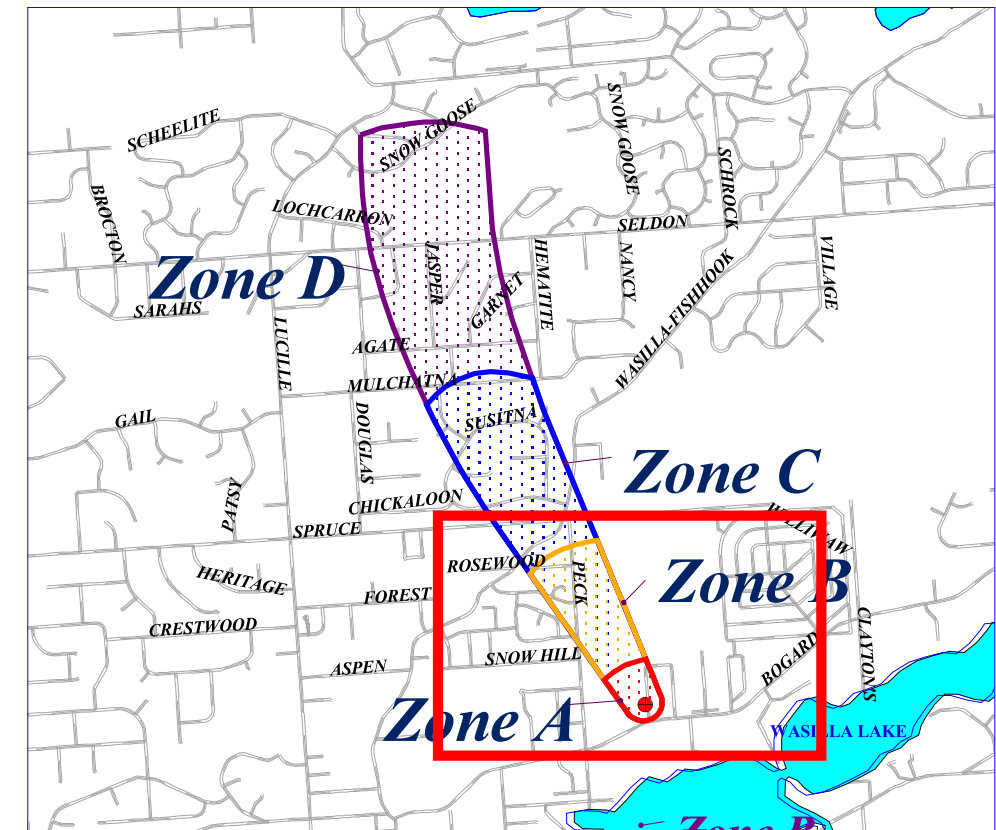 SNOW GOOSE
SNOW GOOSE
SCHEELITE
SCHROCK
BROCTON
LOCHCARRON
SELDON
JASPER
HEMATITE
NANCY
VILLAGE
Zone D
GARNET
WASILLA-FISHHOOK
SARAHS
LUCILLE
AGATE
MULCHATNA
GAIL
DOUGLAS
SUSITNA
Zone C
PATSY
CHICKALOON
SPRUCE
WILLIWAW
ROSEWOOD
PECK
Zone B
HERITAGE
FOREST
CRESTWOOD
CLAYTONS
BOGARD
SNOW HILL
ASPEN
Zone A
WASILLA LAKE
Zone B